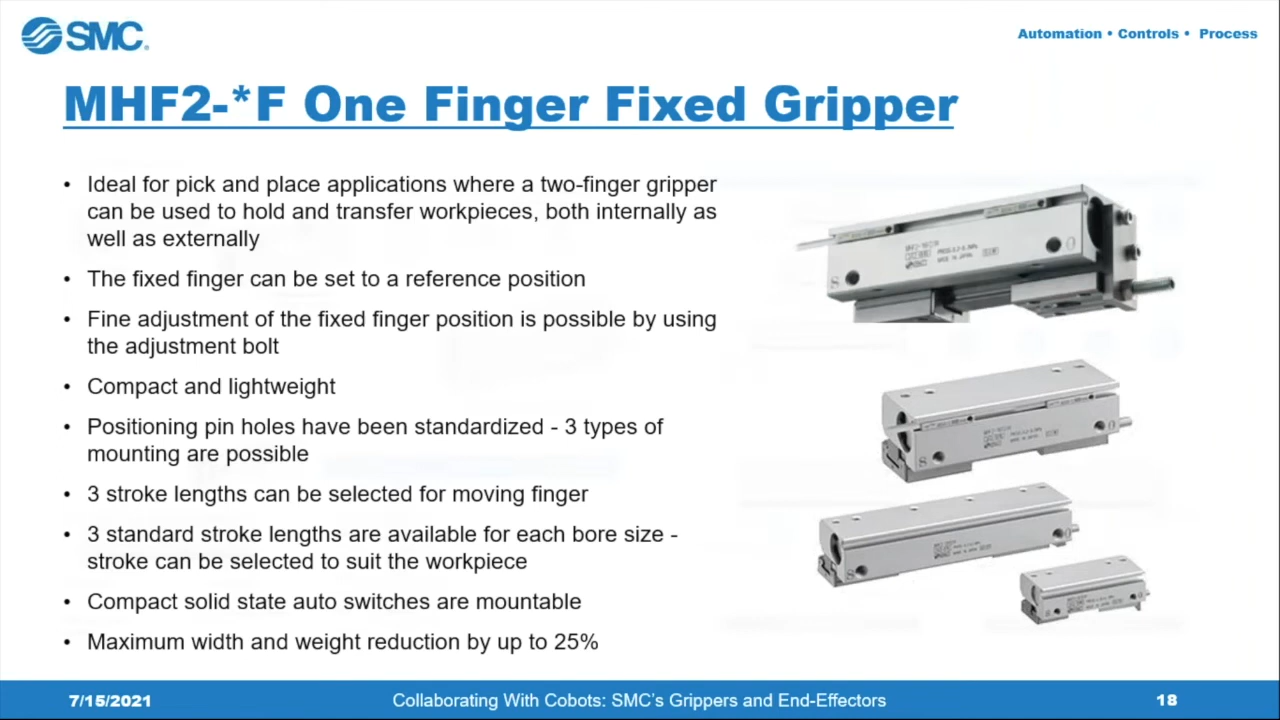 SMC
Automation • Controls • Process
MHF2-*F One Finger Fixed Gripper
• Ideal for pick and place applications where a two-finger gripper
can be used to hold and transfer workpieces, both internally as
well as externally
• The fixed finger can be set to a reference position
• Fine adjustment of the fixed finger position is possible by using
the adjustment bolt
• Compact and lightweight
• Positioning pin holes have been standardized - 3 types of
mounting are possible
• 3 stroke lengths can be selected for moving finger
• 3 standard stroke lengths are available for each bore size -
stroke can be selected to suit the workpiece
• Compact solid state auto switches are mountable
• Maximum width and weight reduction by up to 25%
7/15/2021
Collaborating With Cobots: SMC's Grippers and End-Effectors
18